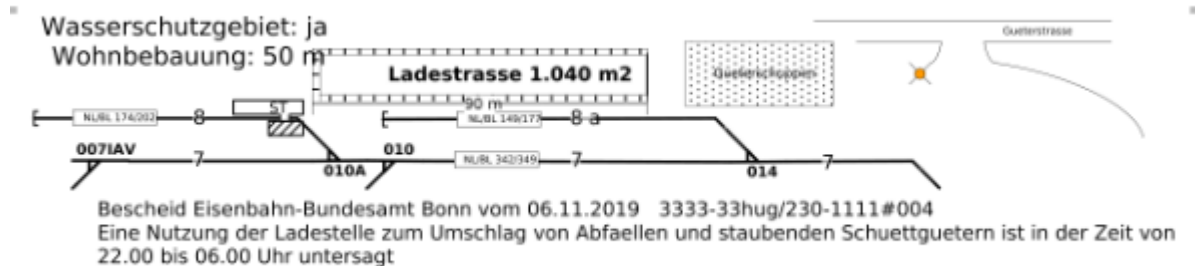 Wasserschutzgebiet: ja
Wohnbebauung: 50 m
Gueterstrasse
Ladestrasse 1.040 m2
Gueterschuppen
90 m
ST
NL/BL 174/202
8
NL/BL 149/177
8 a
007IAV
7
010A
010
NL/BL 342/349
7
014
7
Bescheid Eisenbahn-Bundesamt Bonn vom 06.11.2019 3333-33hug/230-1111#004
Eine Nutzung der Ladestelle zum Umschlag von Abfaellen und staubenden Schuettguetern ist in der Zeit von
22.00 bis 06.00 Uhr untersagt